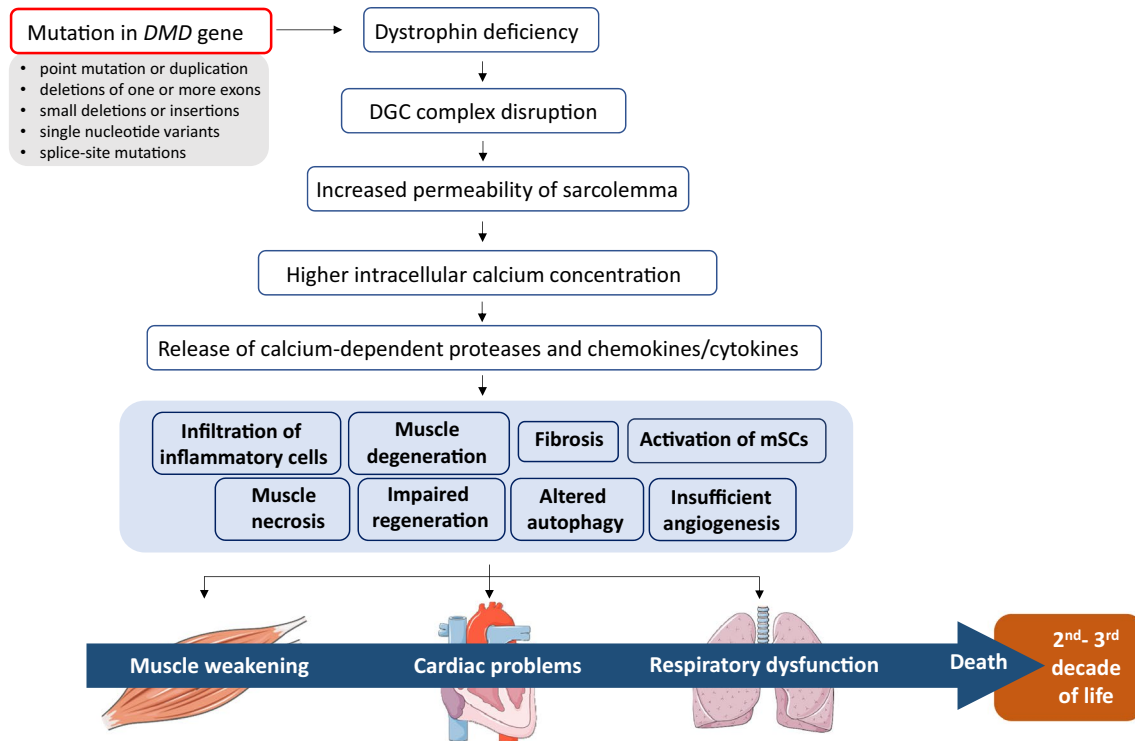 Mutation in DMD gene
• point mutation or duplication
• deletions of one or more exons
• small deletions or insertions
• single nucleotide variants
• splice-site mutations
Dystrophin deficiency
DGC complex disruption
Increased permeability of sarcolemma
Higher intracellular calcium concentration
Release of calcium-dependent proteases and chemokines/cytokines
Infiltration of
inflammatory cells
Muscle
degeneration
Fibrosis
Activation of mSCs
Muscle
necrosis
Impaired
regeneration
Altered
autophagy
Insufficient
angiogenesis
Muscle weakening
Cardiac problems
Respiratory dysfunction
Death
2nd- 3rd
decade
of life